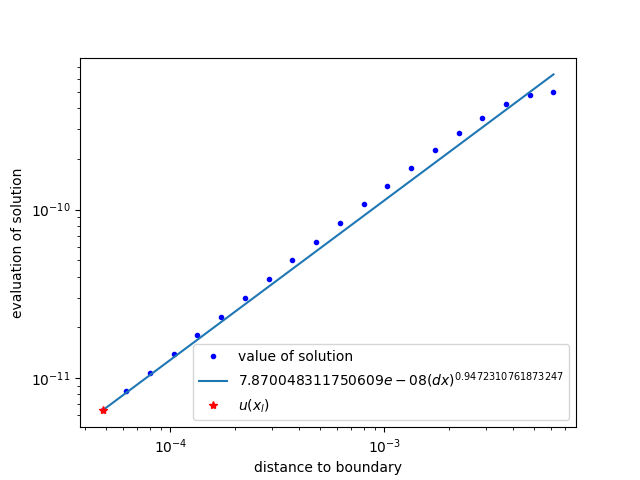 evaluation of solution
10⁻¹⁰
10⁻¹¹
value of solution
7.870048311750609e − 08(dx)^0.9472310761873247
u(x_l)
10⁻⁴
10⁻³
distance to boundary